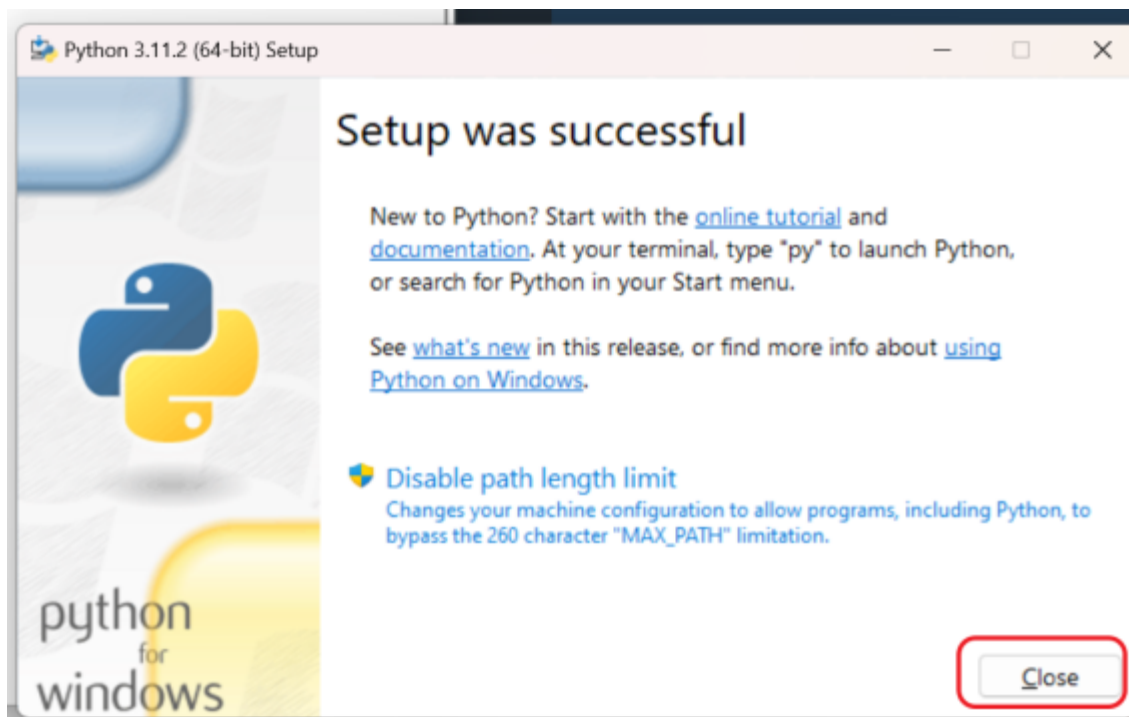 Python 3.11.2 (64-bit) Setup
Setup was successful
New to Python? Start with the online tutorial and
documentation. At your terminal, type "py" to launch Python,
or search for Python in your Start menu.
See what's new in this release, or find more info about using
Python on Windows.
Disable path length limit
Changes your machine configuration to allow programs, including Python, to
bypass the 260 character "MAX_PATH" limitation.
python
for
windows
Close